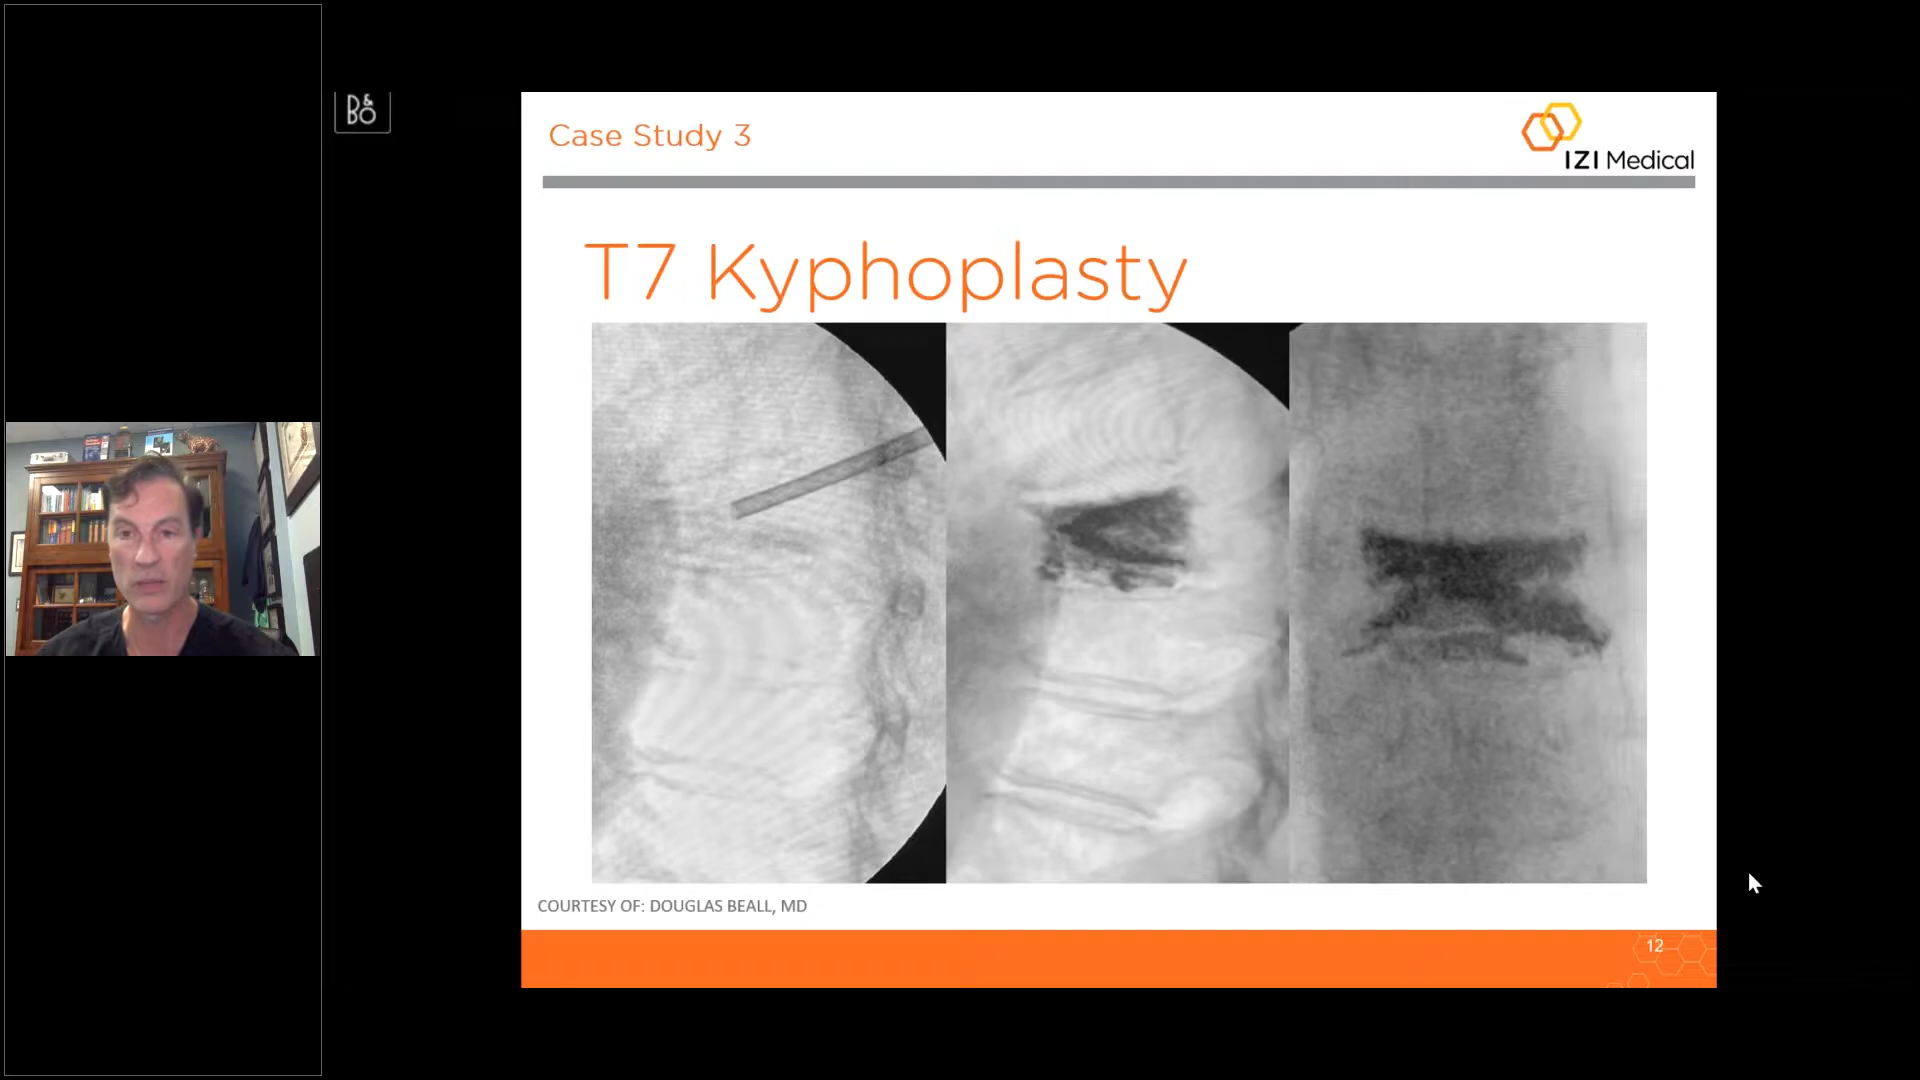 B&O
Case Study 3
IZI Medical
T7 Kyphoplasty
COURTESY OF: DOUGLAS BEALL, MD
12